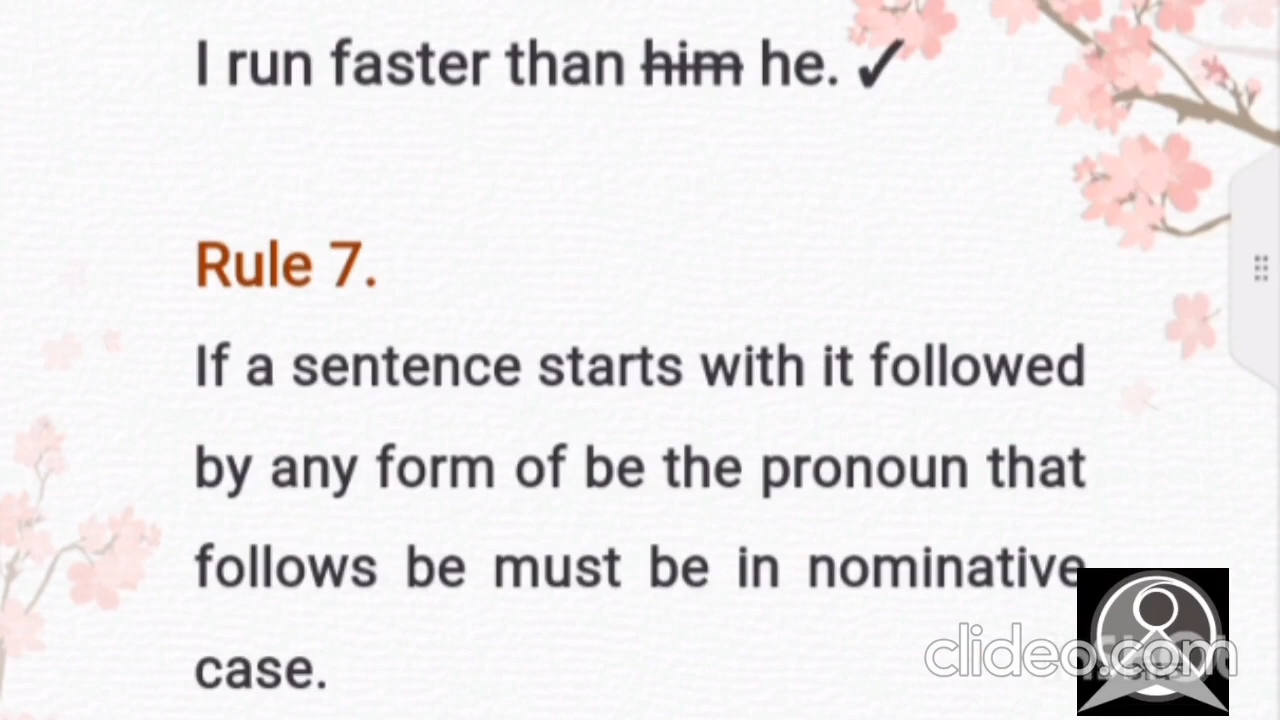 I run faster than him he. ✓
Rule 7.
If a sentence starts with it followed
by any form of be the pronoun that
follows be must be in nominative
case.
clideo.com